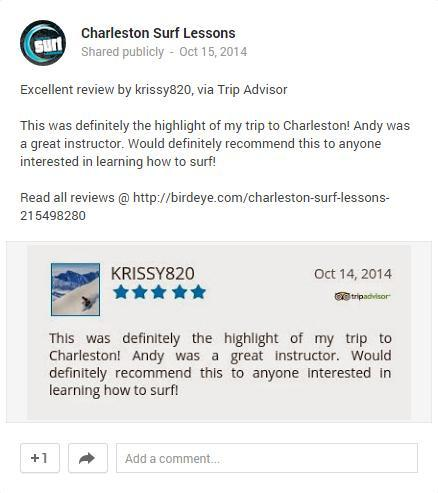 surf
Charleston Surf Lessons
Shared publicly - Oct 15, 2014
Excellent review by krissy820, via Trip Advisor
This was definitely the highlight of my trip to Charleston! Andy was
a great instructor. Would definitely recommend this to anyone
interested in learning how to surf!
Read all reviews @ http://birdeye.com/charleston-surf-lessons-
215498280
KRISSY820
Oct 14, 2014
tripadvisor
This was definitely the highlight of my trip to
Charleston! Andy was a great instructor. Would
definitely recommend this to anyone interested in
learning how to surf!
+1
Add a comment...